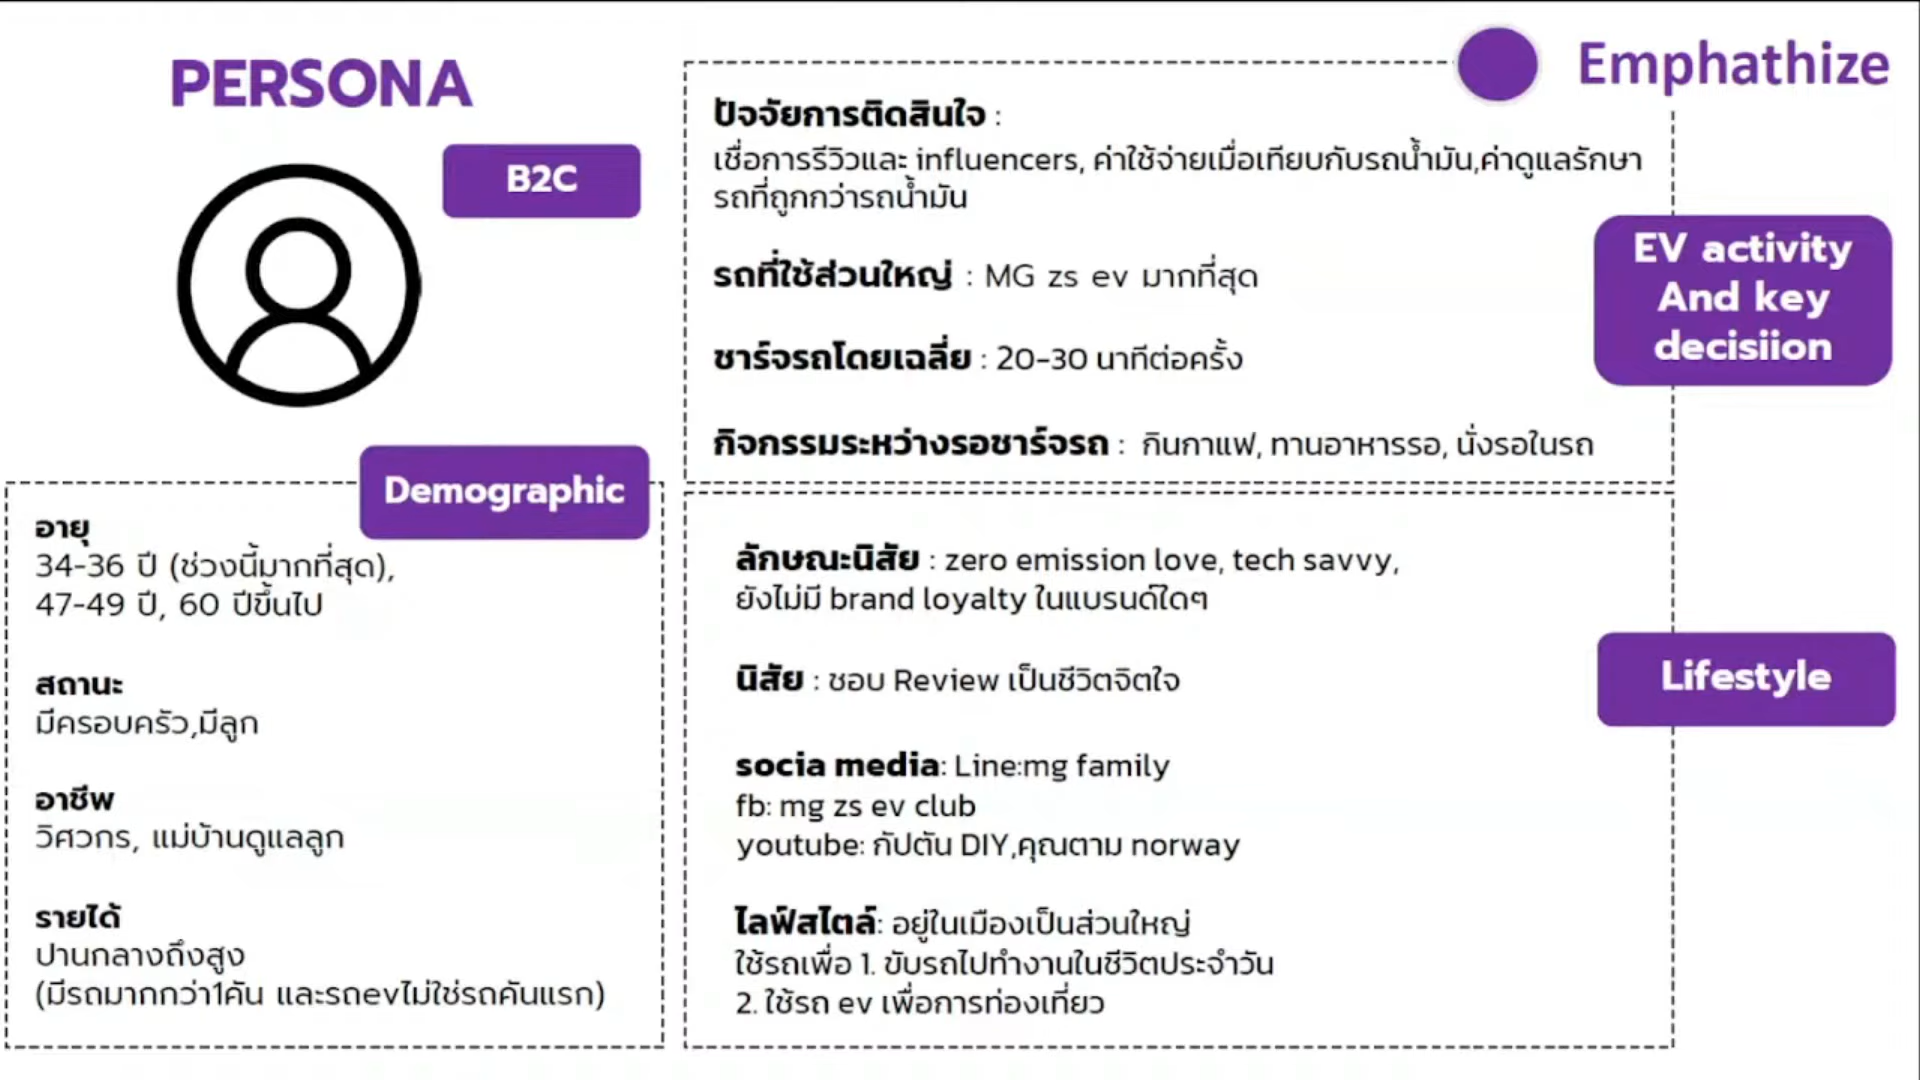 PERSONA
B2C
Emphathize
ปัจจัยการติดสินใจ :
เชื่อการรีวิวและ influencers, ค่าใช้จ่ายเมื่อเทียบกับรถน้ำมัน,ค่าดูแลรักษา
รถที่ถูกกว่ารถน้ำมัน
รถที่ใช้ส่วนใหญ่ : MG zs ev มากที่สุด
ชาร์จรถโดยเฉลี่ย : 20-30 นาทีต่อครั้ง
กิจกรรมระหว่างรอชาร์จรถ : กินกาแฟ, ทานอาหารรอ, นั่งรอในรถ
EV activity
And key
decisiion
Demographic
อายุ
34-36 ปี (ช่วงนี้มากที่สุด),
47-49 ปี, 60 ปีขึ้นไป
สถานะ
มีครอบครัว,มีลูก
อาชีพ
วิศวกร, แม่บ้านดูแลลูก
รายได้
ปานกลางถึงสูง
(มีรถมากกว่า1คัน และรถevไม่ใช่รถคันแรก)
ลักษณะนิสัย : zero emission love, tech savvy,
ยังไม่มี brand loyalty ในแบรนด์ใดๆ
นิสัย : ชอบ Review เป็นชีวิตจิตใจ
socia media: Line:mg family
fb: mg zs ev club
youtube: กัปตัน DIY,คุณตาม norway
ไลฟ์สไตล์: อยู่ในเมืองเป็นส่วนใหญ่
ใช้รถเพื่อ 1. ขับรถไปทำงานในชีวิตประจำวัน
2. ใช้รถ ev เพื่อการท่องเที่ยว
Lifestyle